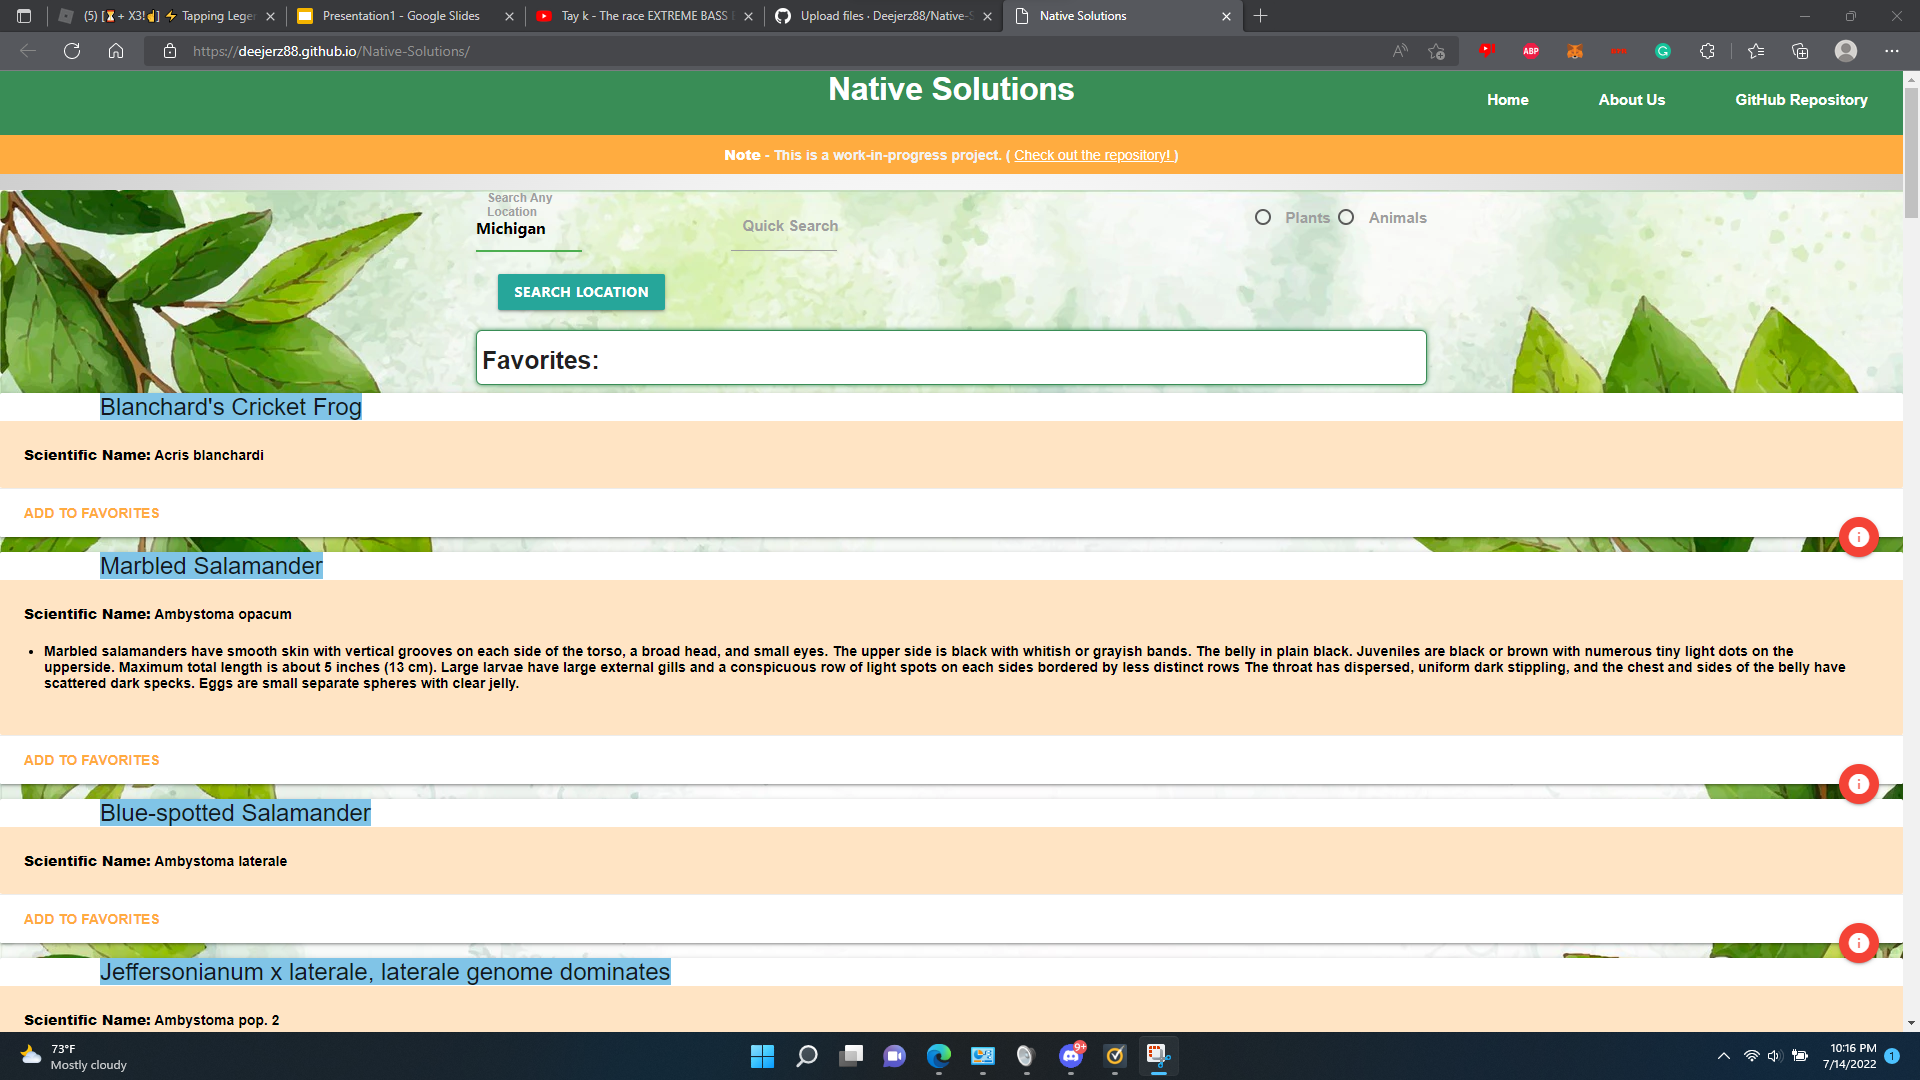 (5) [⏳+ X3!☝] ⚡ Tapping Leger
Presentation1 - Google Slides
Tay k - The race EXTREME BASS
Upload files · Deejerz88/Native-S
Native Solutions
https://deejerz88.github.io/Native-Solutions/
ABP
Native Solutions
Home
About Us
GitHub Repository
Note - This is a work-in-progress project. ( Check out the repository! )
Search Any
Location
Michigan
Quick Search
Plants
Animals
SEARCH LOCATION
Favorites:
Blanchard's Cricket Frog
Scientific Name: Acris blanchardi
ADD TO FAVORITES
Marbled Salamander
Scientific Name: Ambystoma opacum
• Marbled salamanders have smooth skin with vertical grooves on each side of the torso, a broad head, and small eyes. The upper side is black with whitish or grayish bands. The belly in plain black. Juveniles are black or brown with numerous tiny light dots on the
upperside. Maximum total length is about 5 inches (13 cm). Large larvae have large external gills and a conspicuous row of light spots on each sides bordered by less distinct rows The throat has dispersed, uniform dark stippling, and the chest and sides of the belly have
scattered dark specks. Eggs are small separate spheres with clear jelly.
ADD TO FAVORITES
Blue-spotted Salamander
Scientific Name: Ambystoma laterale
ADD TO FAVORITES
Jeffersonianum x laterale, laterale genome dominates
Scientific Name: Ambystoma pop. 2
73°F
Mostly cloudy
9+
10:16 PM
7/14/2022
1